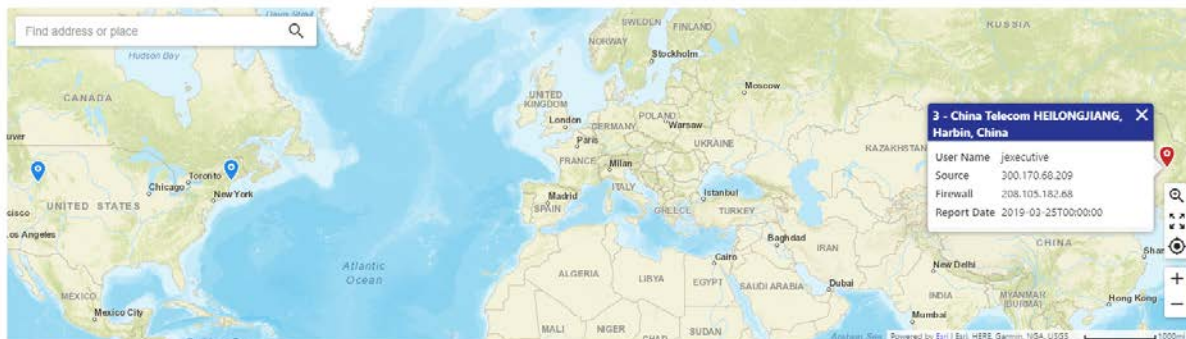 Find address or place
Hudson Bay
CANADA
Toronto
Chicago
New York
UNITED STATES
Los Angeles
MEXICO
Mexico City
Atlantic
Ocean
SWEDEN
FINLAND
NORWAY
Stockholm
RUSSIA
Moscow
UNITED
KINGDOM
London
POLAND
Warsaw
GERMANY
Paris
UKRAINE
FRANCE
Milan
KAZAKHSTAN
ITALY
Madrid
SPAIN
Istanbul
GREECE
TURKEY
Baghdad
IRAN
Cairo
ALGERIA
LIBYA
EGYPT
SAUDI ARABIA
Dubai
MALI
NIGER
SUDAN
3 - China Telecom HEILONGJIANG,
Harbin, China
User Name jexecutive
Source 300.170.68.209
Firewall 208.105.182.68
Report Date 2019-03-25T00:00:00
CHINA
New Delhi
INDIA
MYANMAR
(BURMA)
Hong Kong
Mumbai
Powered by Esri | Esri, HERE, Garmin, NGA, USGS
1000mi